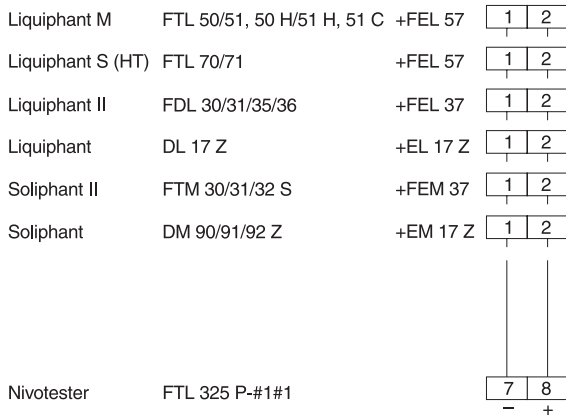 Liquiphant M FTL 50/51, 50 H/51 H, 51 C +FEL 57 1 2
Liquiphant S (HT) FTL 70/71 +FEL 57 1 2
Liquiphant II FDL 30/31/35/36 +FEL 37 1 2
Liquiphant DL 17 Z +EL 17 Z 1 2
Soliphant II FTM 30/31/32 S +FEM 37 1 2
Soliphant DM 90/91/92 Z +EM 17 Z 1 2
Nivotester FTL 325 P-#1#1 7 8
– +